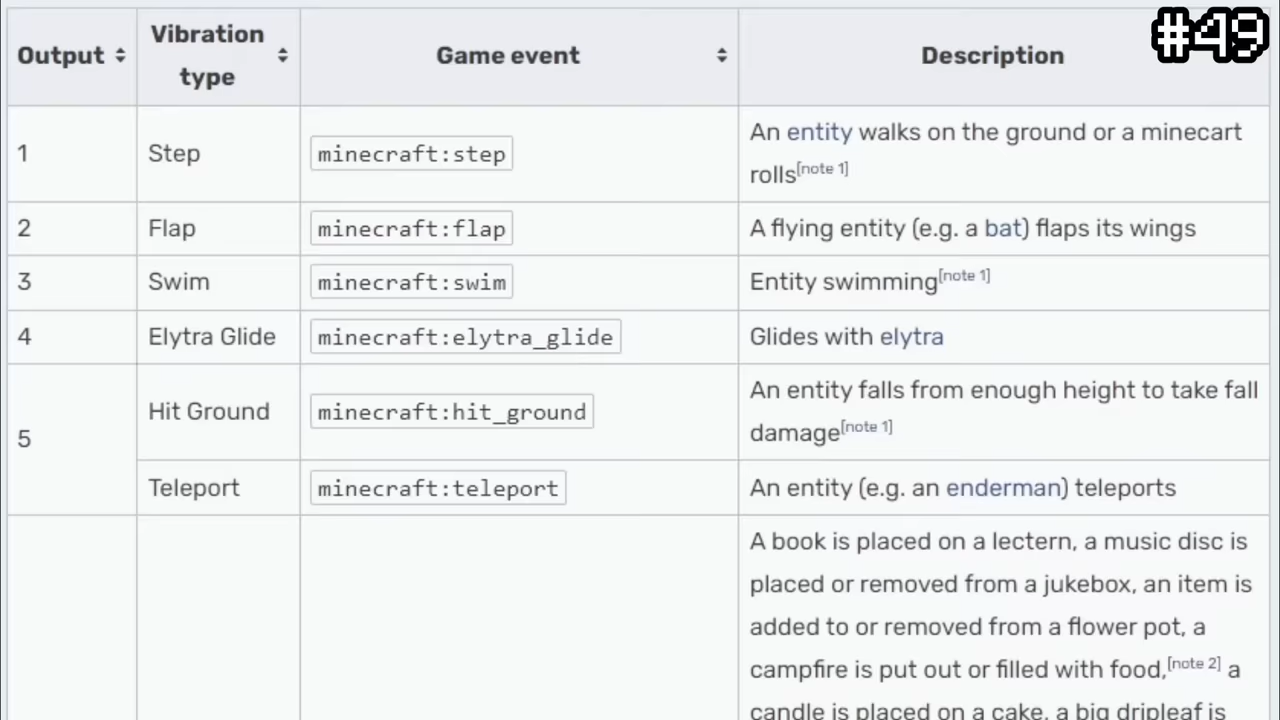 #49
Output
Vibration
type
Game event
Description
1
Step
minecraft:step
An entity walks on the ground or a minecart
rolls[note 1]
2
Flap
minecraft:flap
A flying entity (e.g. a bat) flaps its wings
3
Swim
minecraft:swim
Entity swimming[note 1]
4
Elytra Glide
minecraft:elytra_glide
Glides with elytra
5
Hit Ground
minecraft:hit_ground
An entity falls from enough height to take fall
damage[note 1]
Teleport
minecraft:teleport
An entity (e.g. an enderman) teleports
A book is placed on a lectern, a music disc is
placed or removed from a jukebox, an item is
added to or removed from a flower pot, a
campfire is put out or filled with food,[note 2] a
candle is placed on a cake, a big dripleaf is